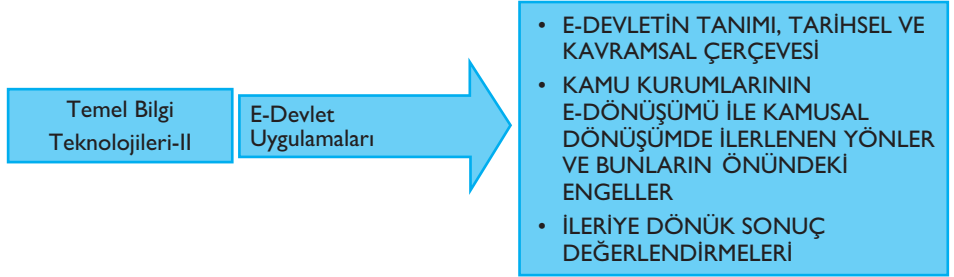 Temel Bilgi
Teknolojileri-II
E-Devlet
Uygulamaları
• E-DEVLETİN TANIMI, TARİHSEL VE
KAVRAMSAL ÇERÇEVESİ
• KAMU KURUMLARININ
E-DÖNÜŞÜMÜ İLE KAMUSAL
DÖNÜŞÜMDE İLERLENEN YÖNLER
VE BUNLARIN ÖNÜNDEKİ
ENGELLER
• İLERİYE DÖNÜK SONUÇ
DEĞERLENDİRMELERİ